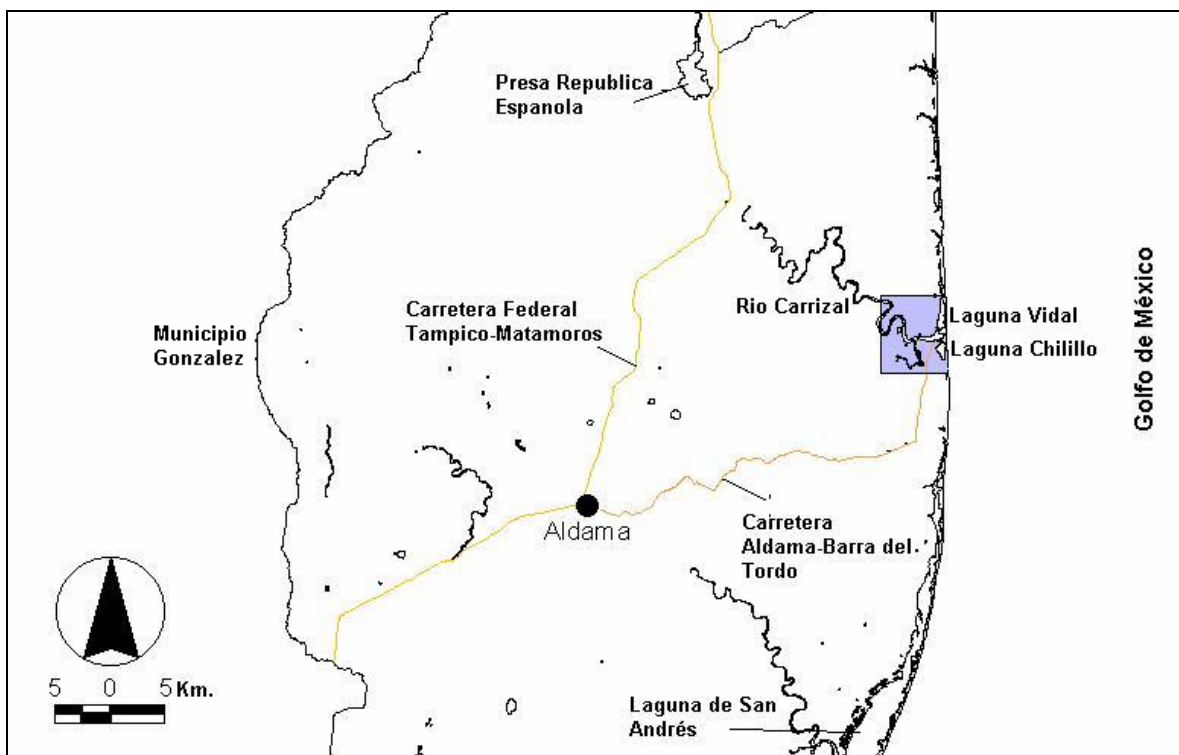 Presa Republica
Espanola
Rio Carrizal
Carretera Federal
Tampico-Matamoros
Municipio
Gonzalez
Laguna Vidal
Laguna Chilillo
Golfo de México
Aldama
Carretera
Aldama-Barra del
Tordo
5 0 5 Km.
Laguna de San
Andrés